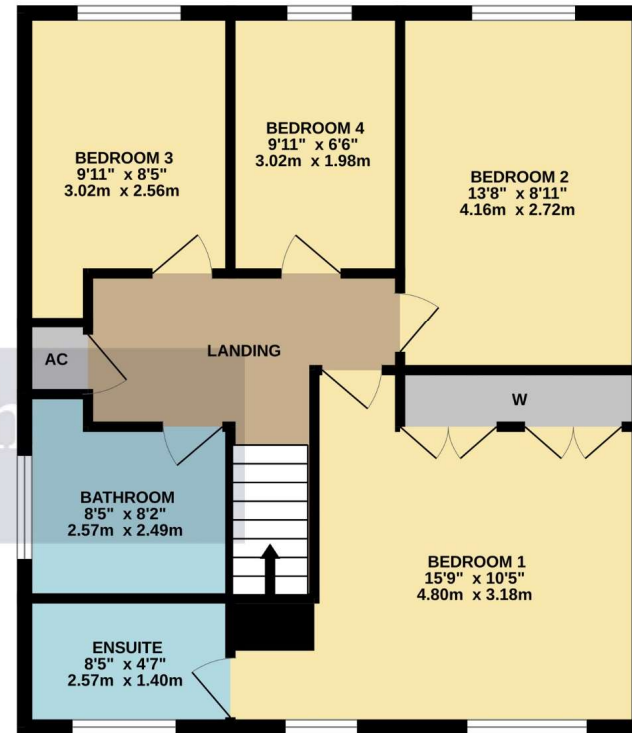 BEDROOM 3
9'11" x 8'5"
3.02m x 2.56m
BEDROOM 4
9'11" x 6'6"
3.02m x 1.98m
BEDROOM 2
13'8" x 8'11"
4.16m x 2.72m
LANDING
AC
W
BATHROOM
8'5" x 8'2"
2.57m x 2.49m
BEDROOM 1
15'9" x 10'5"
4.80m x 3.18m
ENSUITE
8'5" x 4'7"
2.57m x 1.40m